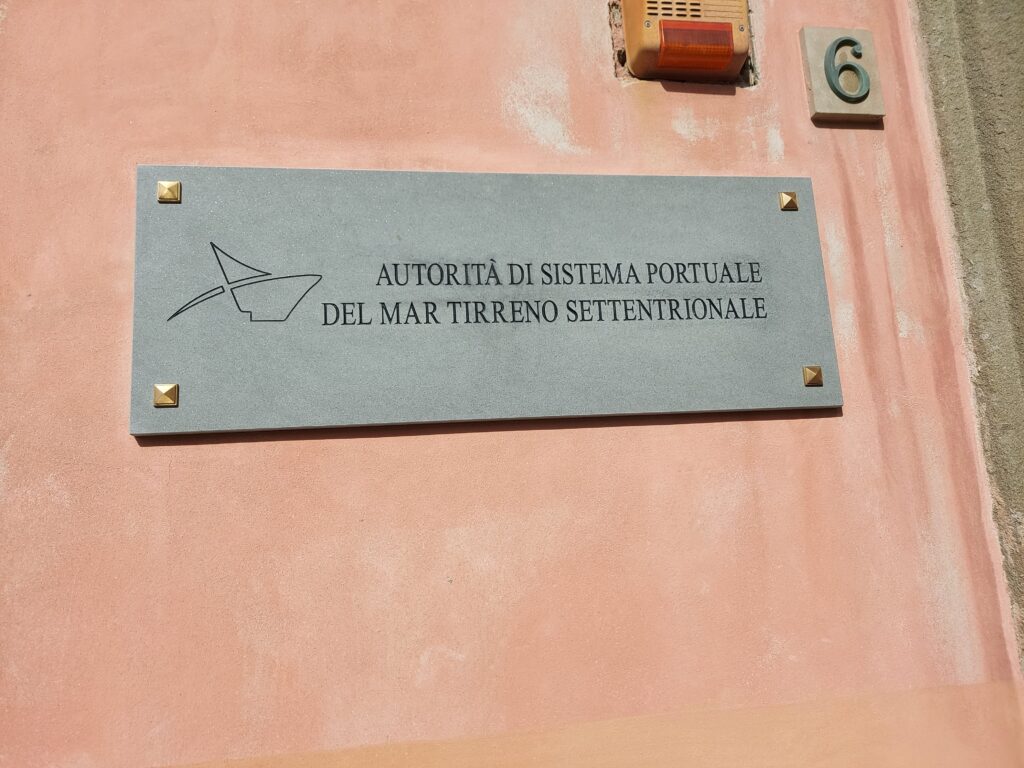 6
AUTORITÀ DI SISTEMA PORTUALE
DEL MAR TIRRENO SETTENTRIONALE